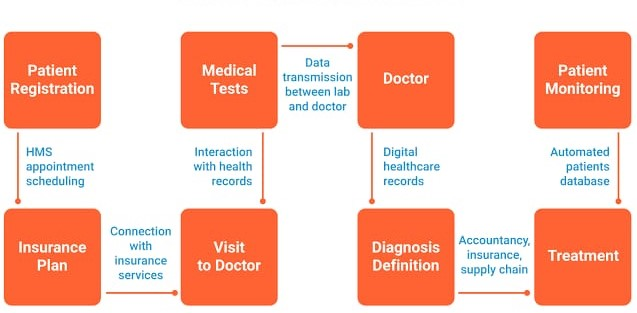 Patient
Registration
Medical
Tests
Data
transmission
between lab
and doctor
Doctor
Patient
Monitoring
HMS
appointment
scheduling
Interaction
with health
records
Digital
healthcare
records
Automated
patients
database
Insurance
Plan
Connection
with
insurance
services
Visit
to Doctor
Diagnosis
Definition
Accountancy,
insurance,
supply chain
Treatment